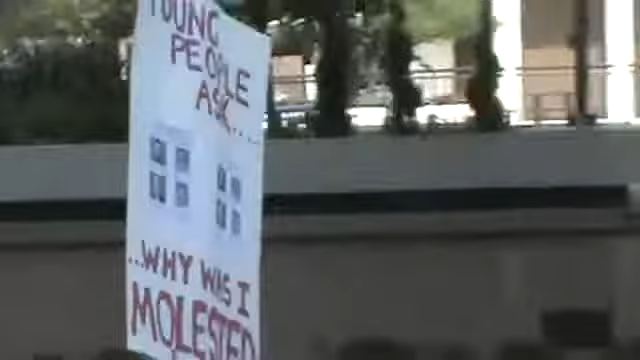 YOUNG
PEOPLE
ASK....
...WHY WAS I
MOLESTED